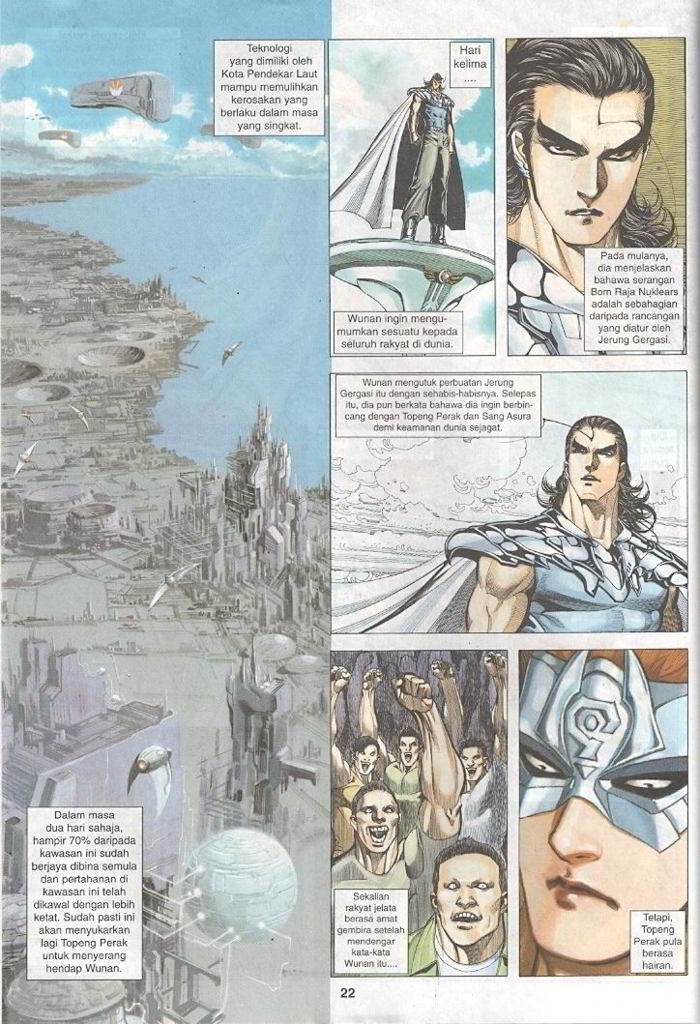 Teknologi
yang dimiliki oleh
Kota Pendekar Laut
mampu memulihkan
kerosakan yang
berlaku dalam masa
yang singkat.
Dalam masa
dua hari sahaja,
hampir 70% daripada
kawasan ini sudah
berjaya dibina semula
dan pertahanan di
kawasan ini telah
dikawal dengan lebih
ketat. Sudah pasti ini
akan menyukarkan
lagi Topeng Perak
untuk menyerang
hendap Wunan.
Hari
kelima
....
Wunan ingin mengu-
mumkan sesuatu kepada
seluruh rakyat di dunia.
Pada mulanya,
dia menjelaskan
bahawa serangan
Bom Raja Nuklears
adalah sebahagian
daripada rancangan
yang diatur oleh
Jerung Gergasi.
Wunan mengutuk perbuatan Jerung
Gergasi itu dengan sehabis-habisnya. Selepas
itu, dia pun berkata bahawa dia ingin berbin-
cang dengan Topeng Perak dan Sang Asura
demi keamanan dunia sejagat.
Sekalian
rakyat jelata
berasa amat
gembira setelah
mendengar
kata-kata
Wunan itu....
Tetapi,
Topeng
Perak pula
berasa
hairan.
22